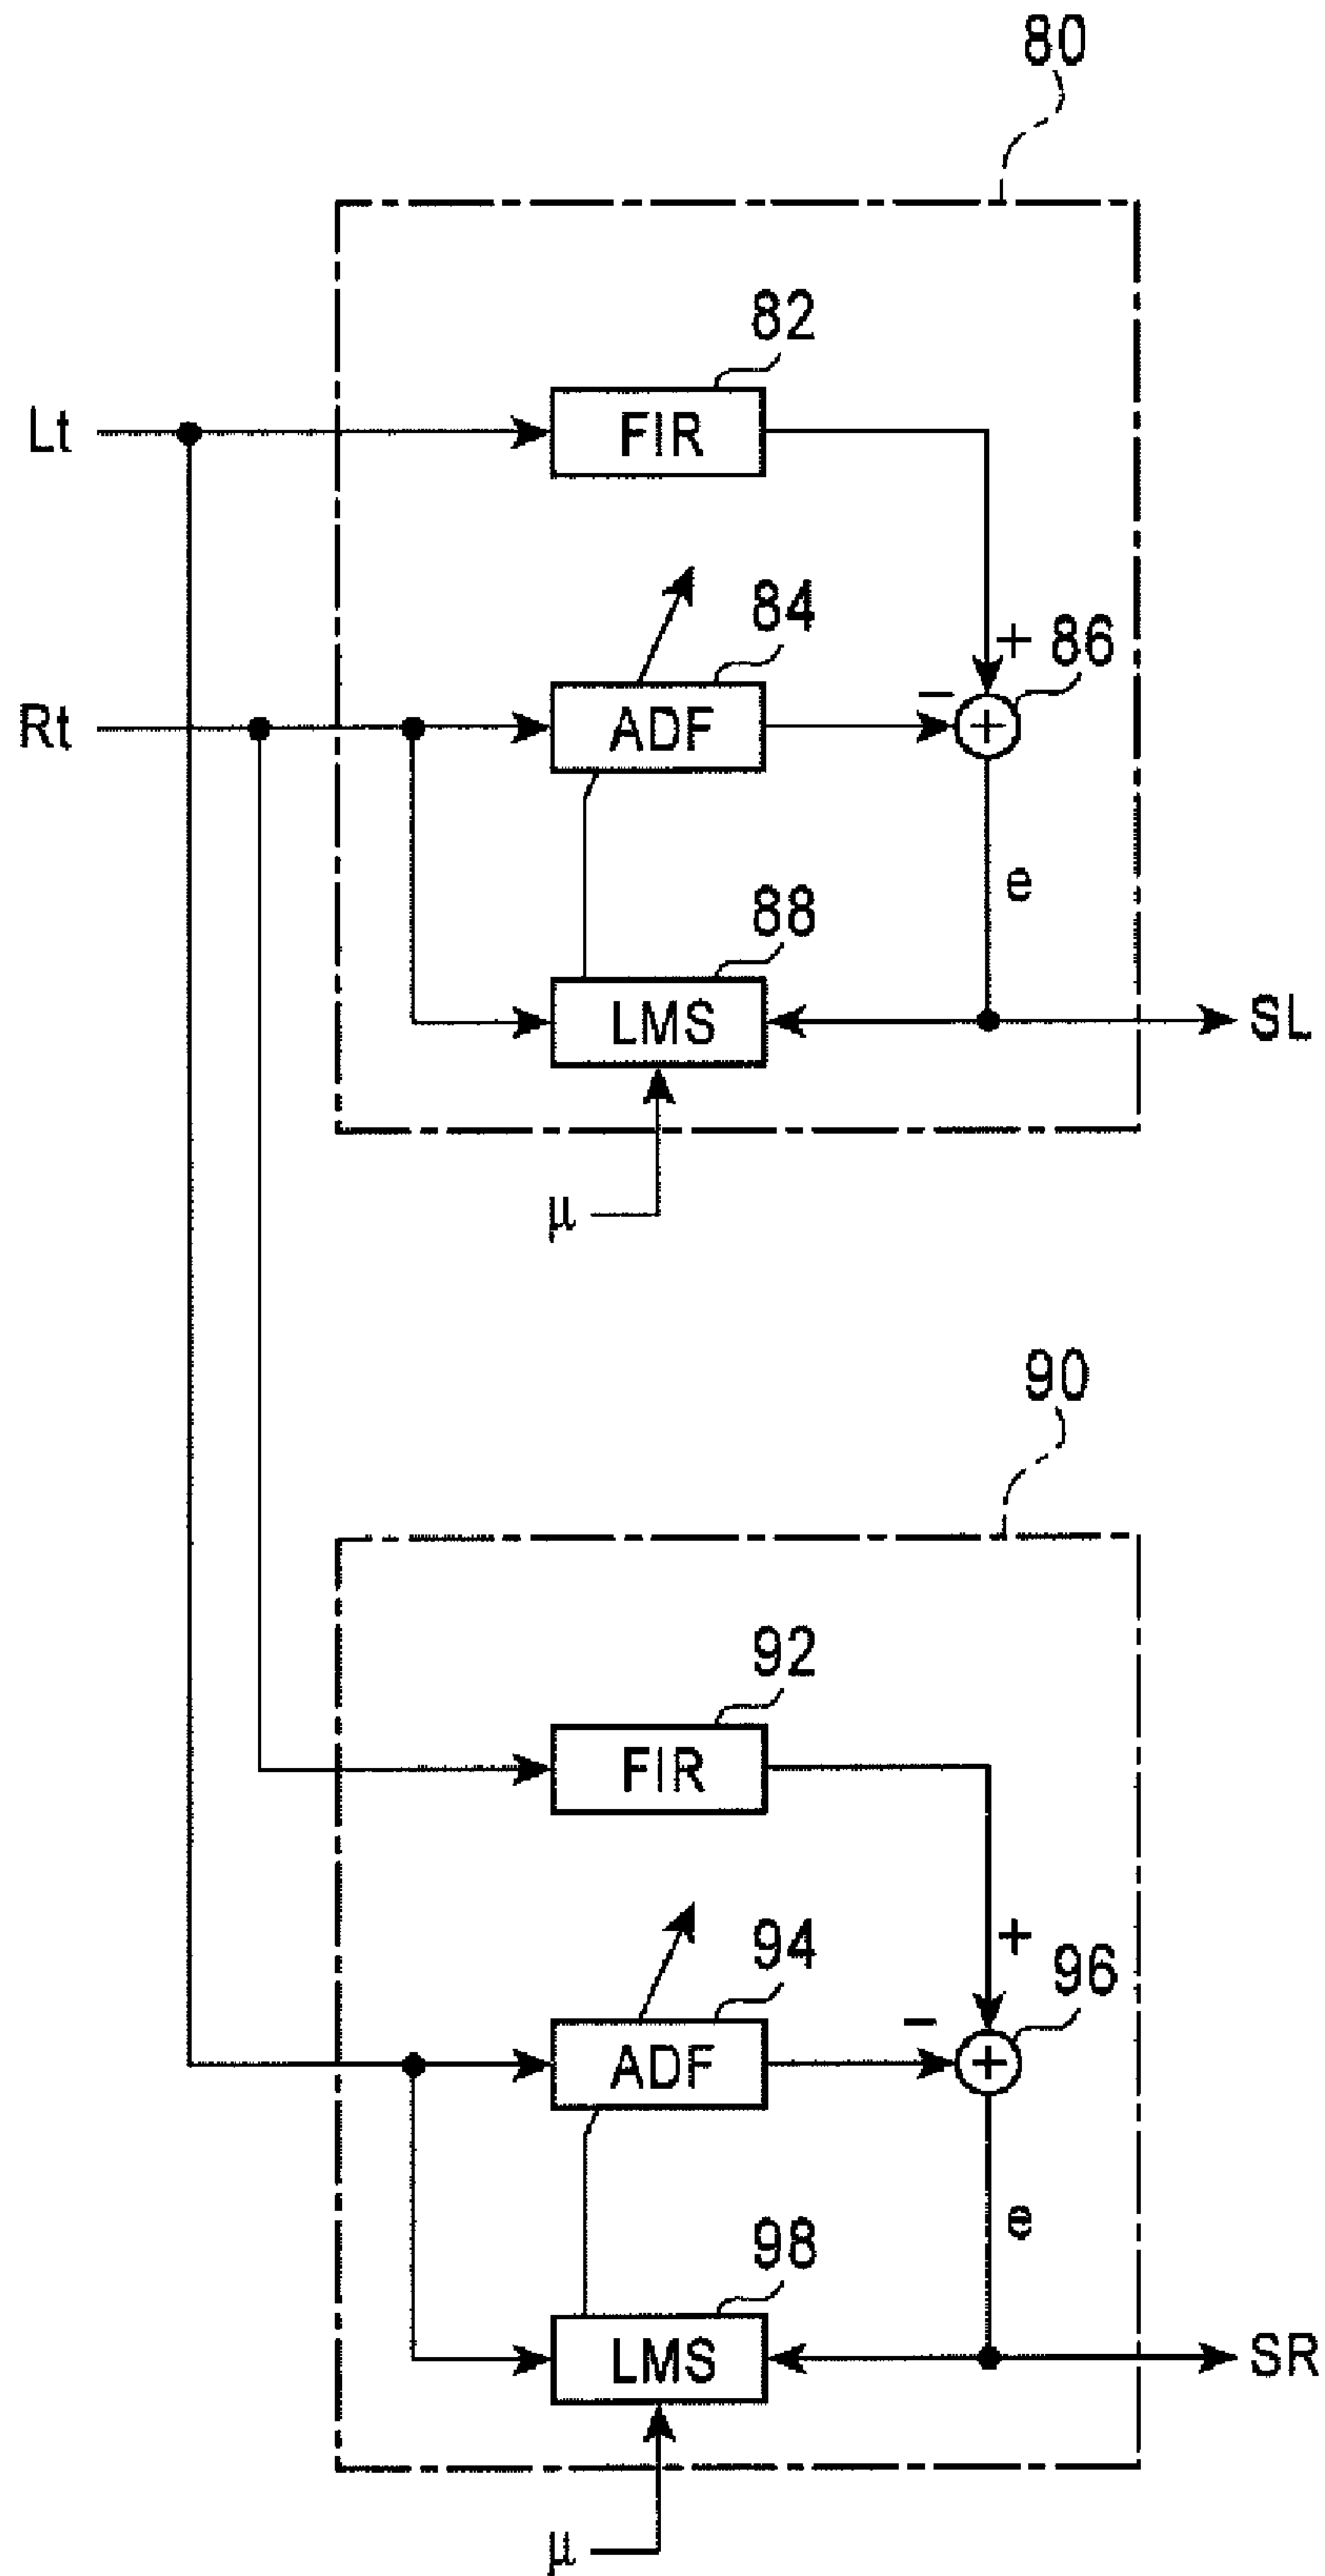 80
82
Lt
FIR
84
+
86
−
Rt
ADF
+
e
88
LMS
SL
μ
90
92
FIR
94
+
96
−
ADF
+
e
98
LMS
SR
μ